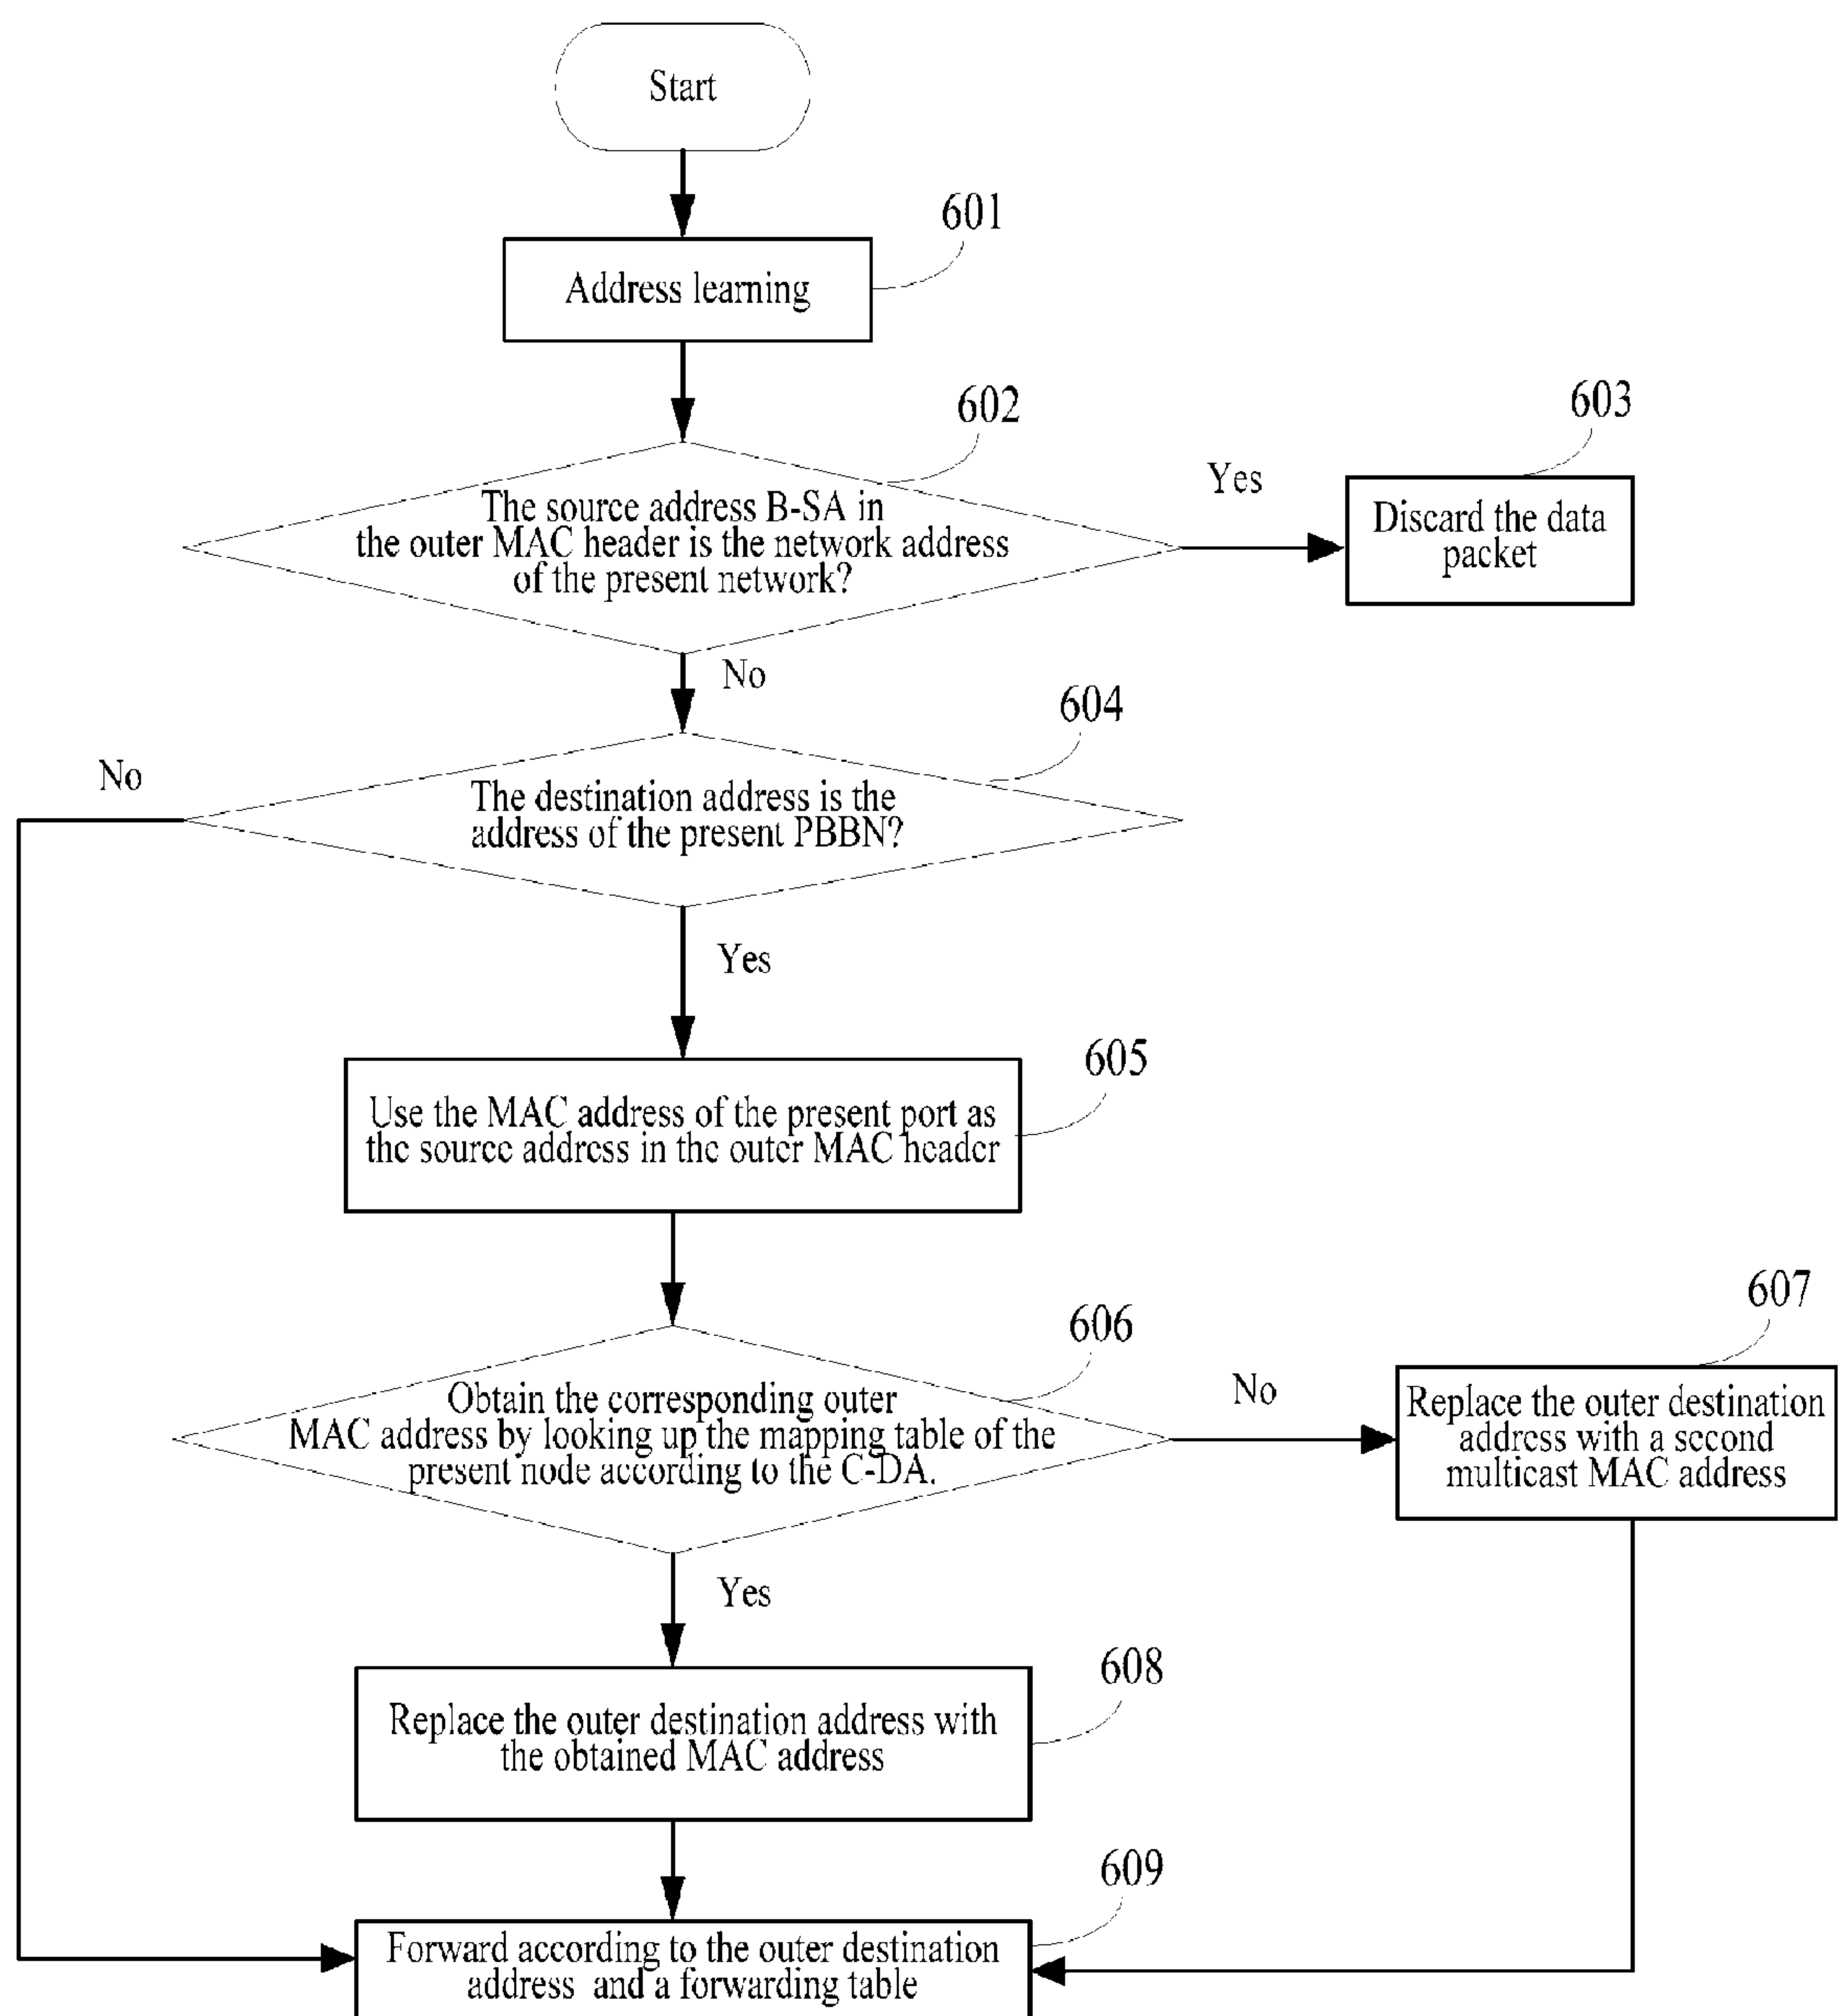 Start
601
Address learning
602
603
The source address B-SA in
the outer MAC header is the network address
of the present network?
Yes
Discard the data
packet
No
604
No
The destination address is the
address of the present PBBN?
Yes
605
Use the MAC address of the present port as
the source address in the outer MAC header
606
607
Obtain the corresponding outer
MAC address by looking up the mapping table of the
present node according to the C-DA.
No
Replace the outer destination
address with a second
multicast MAC address
Yes
608
Replace the outer destination address with
the obtained MAC address
609
Forward according to the outer destination
address and a forwarding table